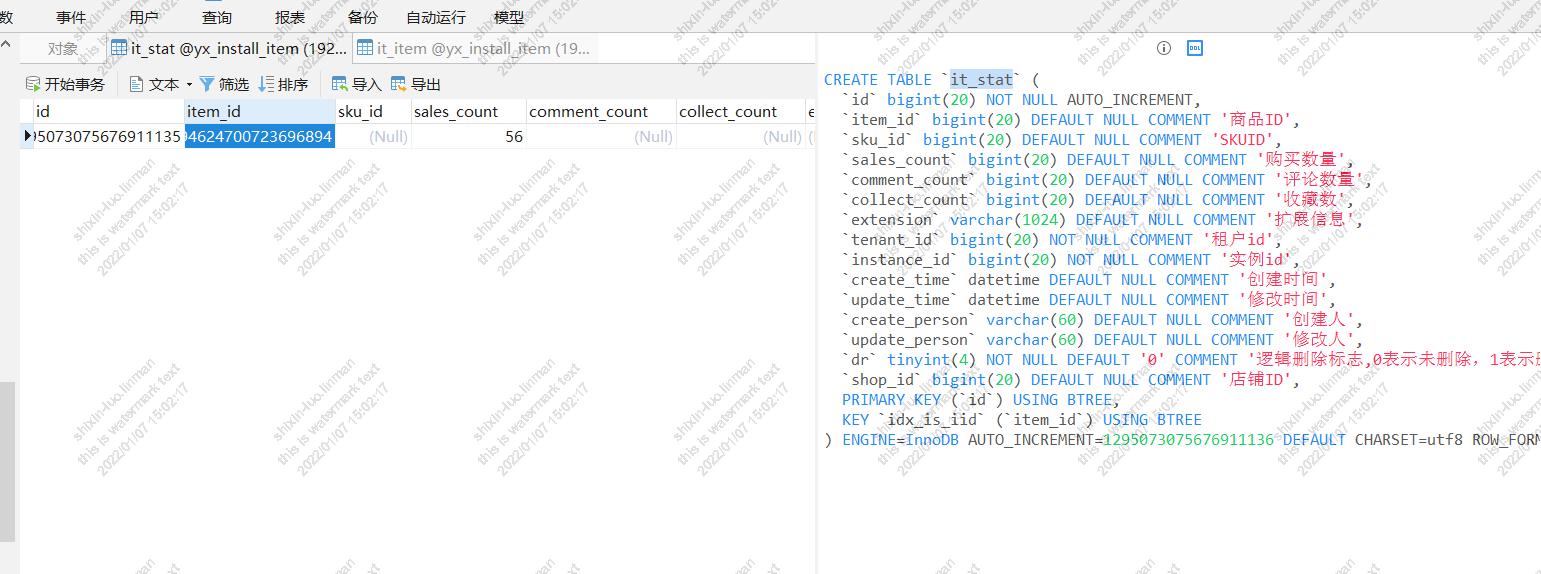 数 事件 用户 查询 报表 备份 自动运行 模型
对象 it_stat @yx_install_item (192... it_item @yx_install_item (19...
开始事务 文本 筛选 排序 导入 导出
id item_id sku_id sales_count comment_count collect_count e
95073075676911135 94624700723696894 (Null) 56 (Null) (Null) (
DDL
CREATE TABLE `it_stat` (
`id` bigint(20) NOT NULL AUTO_INCREMENT,
`item_id` bigint(20) DEFAULT NULL COMMENT '商品ID',
`sku_id` bigint(20) DEFAULT NULL COMMENT 'SKUID',
`sales_count` bigint(20) DEFAULT NULL COMMENT '购买数量',
`comment_count` bigint(20) DEFAULT NULL COMMENT '评论数量',
`collect_count` bigint(20) DEFAULT NULL COMMENT '收藏数',
`extension` varchar(1024) DEFAULT NULL COMMENT '扩展信息',
`tenant_id` bigint(20) NOT NULL COMMENT '租户id',
`instance_id` bigint(20) NOT NULL COMMENT '实例id',
`create_time` datetime DEFAULT NULL COMMENT '创建时间',
`update_time` datetime DEFAULT NULL COMMENT '修改时间',
`create_person` varchar(60) DEFAULT NULL COMMENT '创建人',
`update_person` varchar(60) DEFAULT NULL COMMENT '修改人',
`dr` tinyint(4) NOT NULL DEFAULT '0' COMMENT '逻辑删除标志,0表示未删除，1表示删
`shop_id` bigint(20) DEFAULT NULL COMMENT '店铺ID',
PRIMARY KEY (`id`) USING BTREE,
KEY `idx_is_iid` (`item_id`) USING BTREE
) ENGINE=InnoDB AUTO_INCREMENT=1295073075676911136 DEFAULT CHARSET=utf8 ROW_FORM
shixin-luo.linman
this is watermark text
2022/01/07 15:02:17